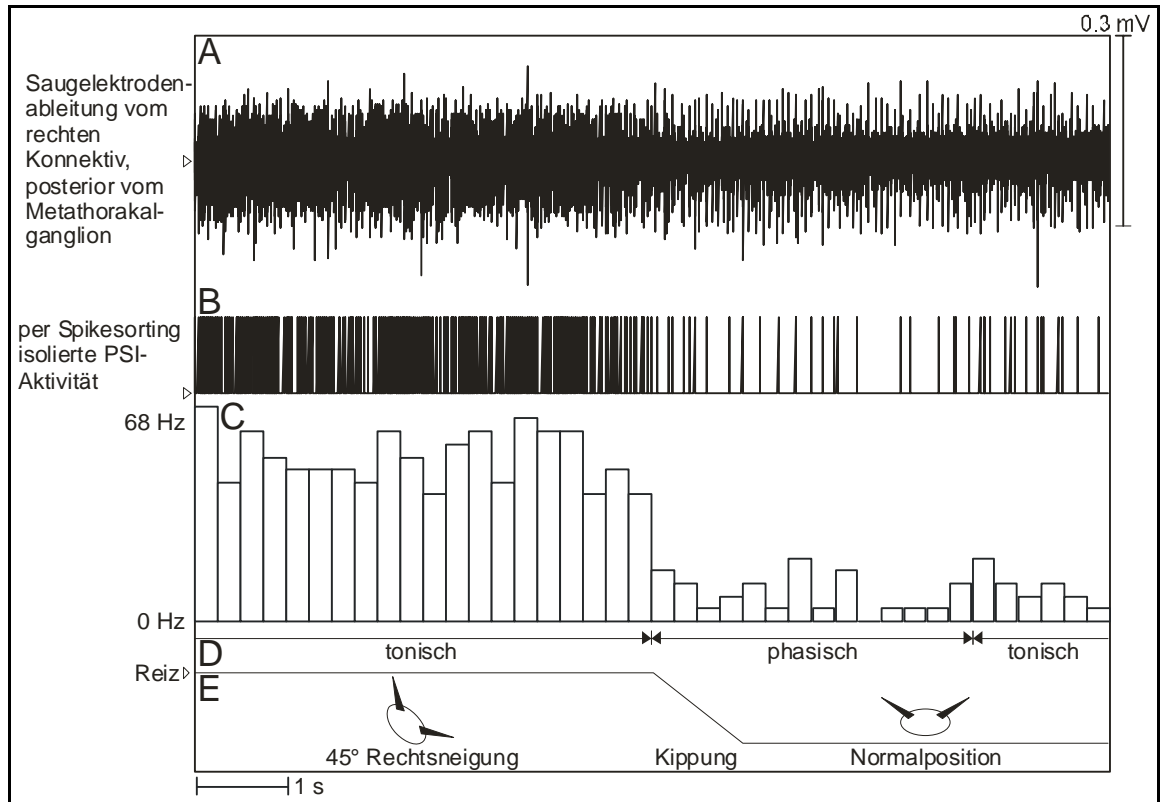 0.3 mV
A
Saugelektroden-
ableitung vom
rechten
Konnektiv,
posterior vom
Metathorakal-
ganglion
B
per Spikesorting
isolierte PSI-
Aktivität
C
68 Hz
0 Hz
D
tonisch
phasisch
tonisch
Reiz
E
45° Rechtsneigung
Kippung
Normalposition
1 s